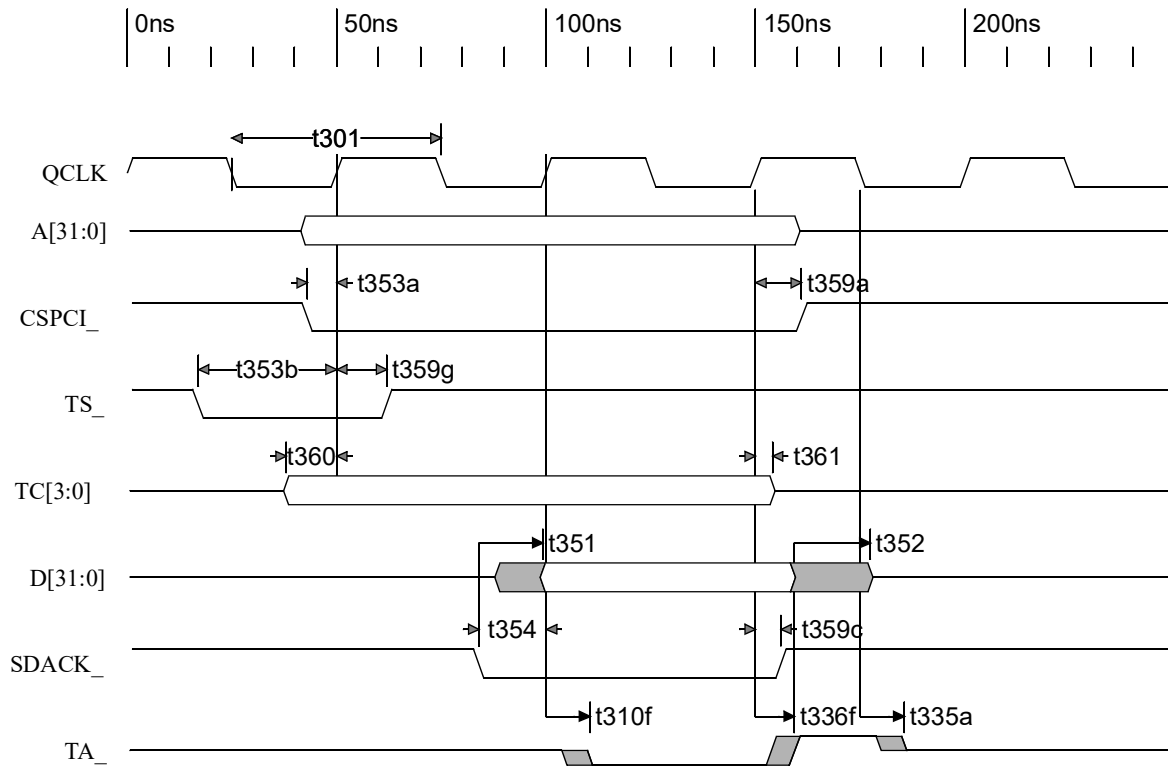 0ns 50ns 100ns 150ns 200ns
t301
QCLK
A[31:0]
t353a t359a
CSPCI_
t353b t359g
TS_
t360 t361
TC[3:0]
t351 t352
D[31:0]
t354 t359c
SDACK_
t310f t336f t335a
TA_